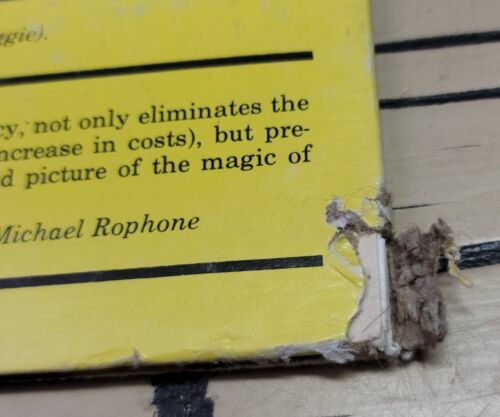 ggie).
cy, not only eliminates the
ncrease in costs), but pre-
d picture of the magic of
Michael Rophone